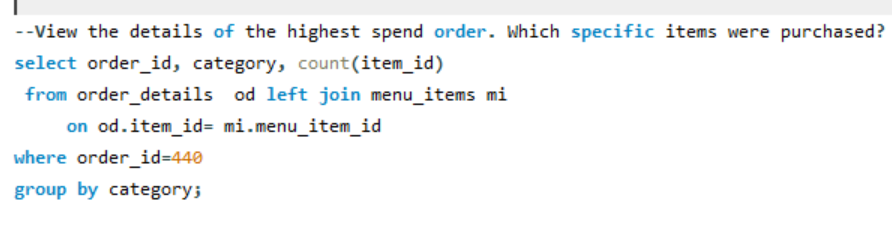 --View the details of the highest spend order. Which specific items were purchased?
select order_id, category, count(item_id)
from order_details  od left join menu_items mi
on od.item_id= mi.menu_item_id
where order_id=440
group by category;